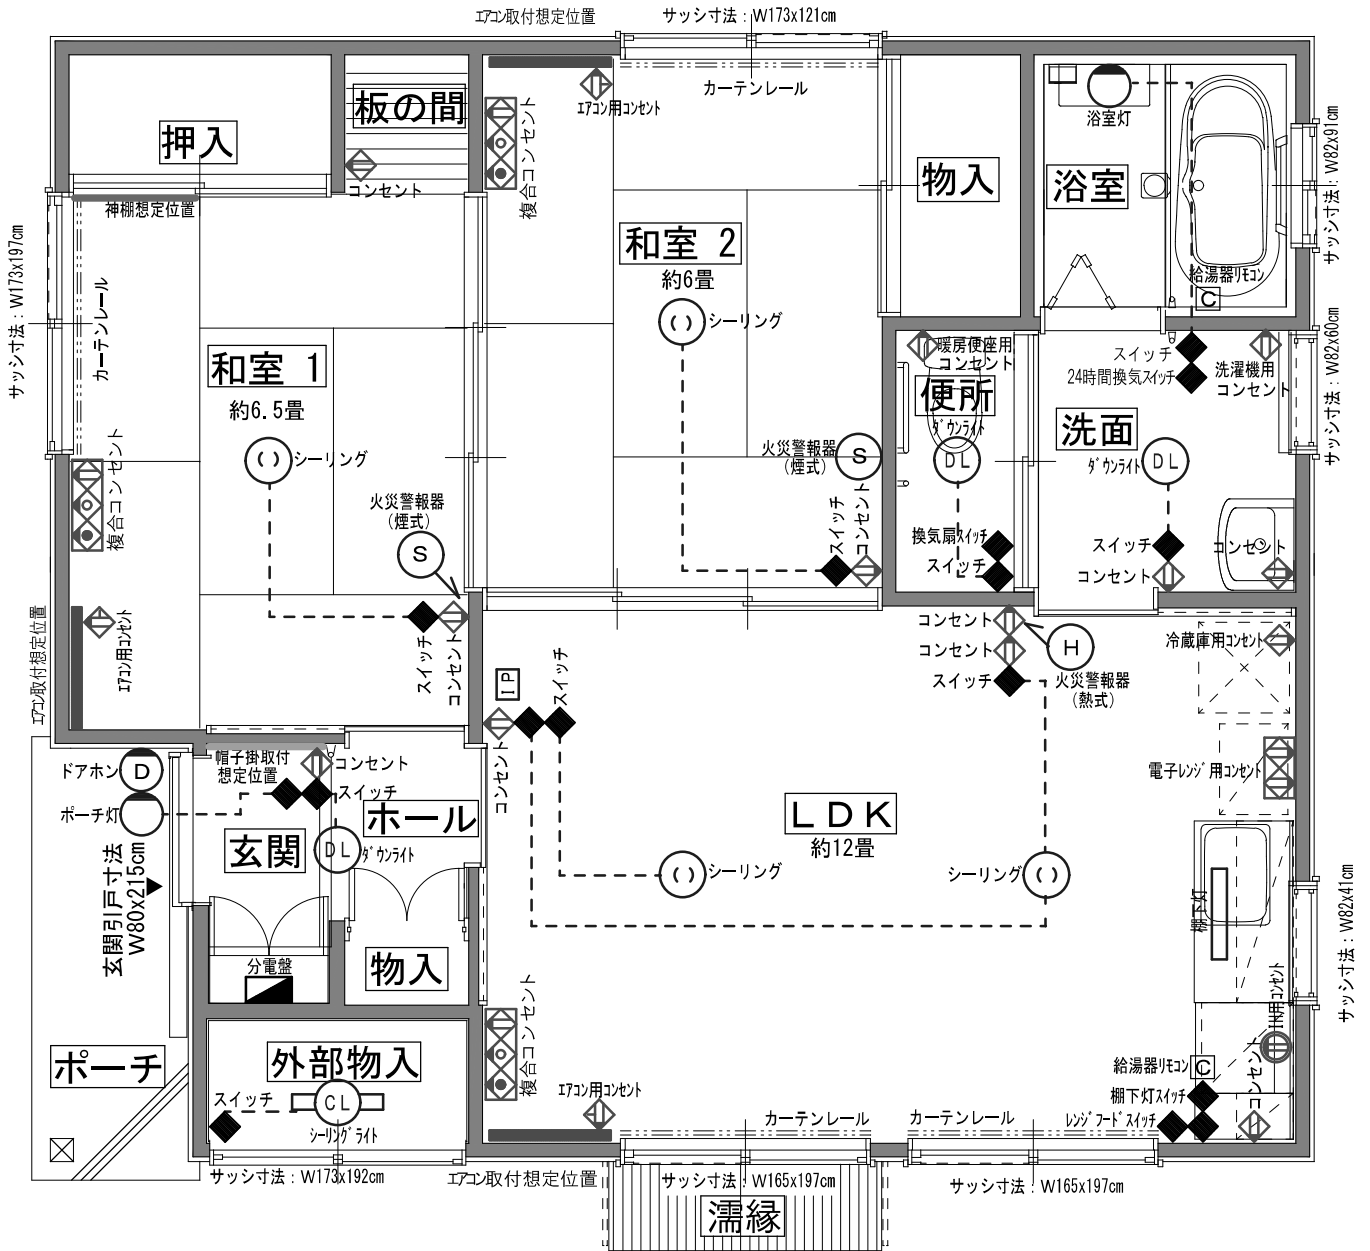 エアコン取付想定位置
サッシ寸法：W173x121cm
押入
板の間
コンセント
神棚想定位置
複合コンセント
エアコン用コンセント
カーテンレール
物入
浴室灯
浴室
給湯器リモコン
C
サッシ寸法：W82x91cm
サッシ寸法：W173x197cm
カーテンレール
和室 1
約6.5畳
シーリング
和室 2
約6畳
シーリング
複合コンセント
火災警報器
(煙式)
S
スイッチ
コンセント
エアコン用コンセント
エアコン取付想定位置
火災警報器
(煙式)
S
スイッチ
コンセント
暖房便座用
コンセント
便所
ダウンライト
DL
換気扇スイッチ
スイッチ
スイッチ
24時間換気スイッチ
洗濯機用
コンセント
洗面
ダウンライト
DL
スイッチ
コンセント
コンセント
サッシ寸法：W82x60cm
コンセント
コンセント
スイッチ
H
火災警報器
(熱式)
冷蔵庫用コンセント
電子レンジ用コンセント
IP
スイッチ
コンセント
LDK
約12畳
シーリング
シーリング
ドアホン
D
ポーチ灯
帽子掛取付
想定位置
コンセント
スイッチ
玄関
DL
ダウンライト
ホール
玄関引戸寸法
W80x215cm
分電盤
物入
ポーチ
外部物入
スイッチ
CL
シーリングライト
サッシ寸法：W173x192cm
複合コンセント
エアコン用コンセント
エアコン取付想定位置
カーテンレール
カーテンレール
サッシ寸法：W165x197cm
サッシ寸法：W165x197cm
濡縁
棚下灯
IH用コンセント
給湯器リモコン
C
棚下灯スイッチ
レンジフードスイッチ
コンセント
サッシ寸法：W82x41cm